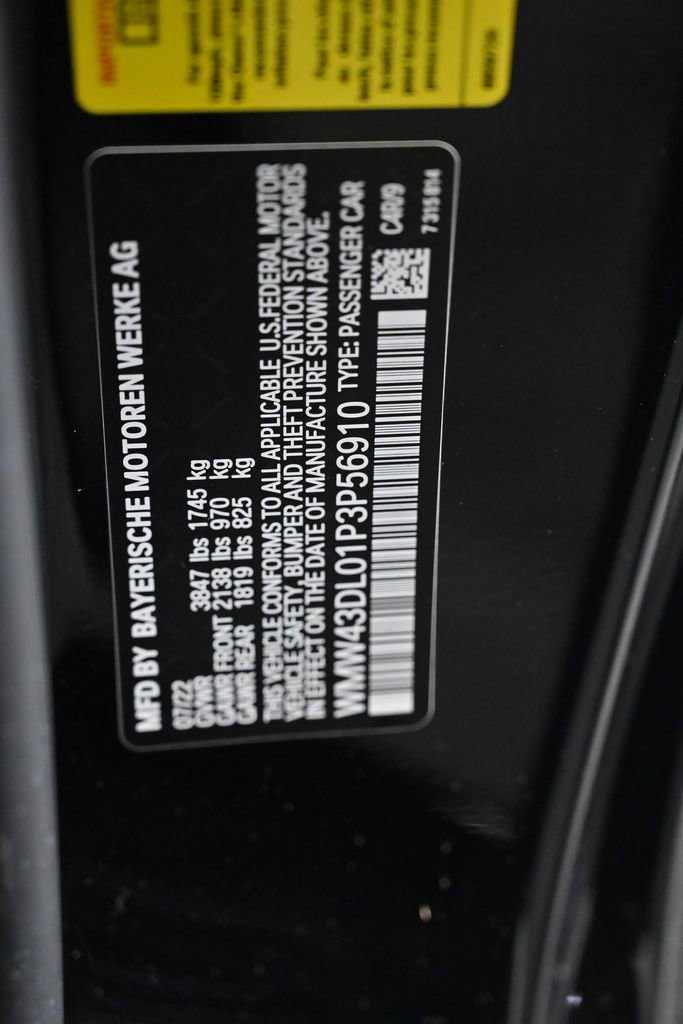 IMPORTANT
MFD BY BAYERISCHE MOTOREN WERKE AG
07/22
GVWR 3847 lbs 1745 kg
GAWR FRONT 2138 lbs 970 kg
GAWR REAR 1819 lbs 825 kg
THIS VEHICLE CONFORMS TO ALL APPLICABLE U.S.FEDERAL MOTOR
VEHICLE SAFETY, BUMPER AND THEFT PREVENTION STANDARDS
IN EFFECT ON THE DATE OF MANUFACTURE SHOWN ABOVE.
WMW43DL01P3P56910 TYPE: PASSENGER CAR
C4R/9
7 315 814